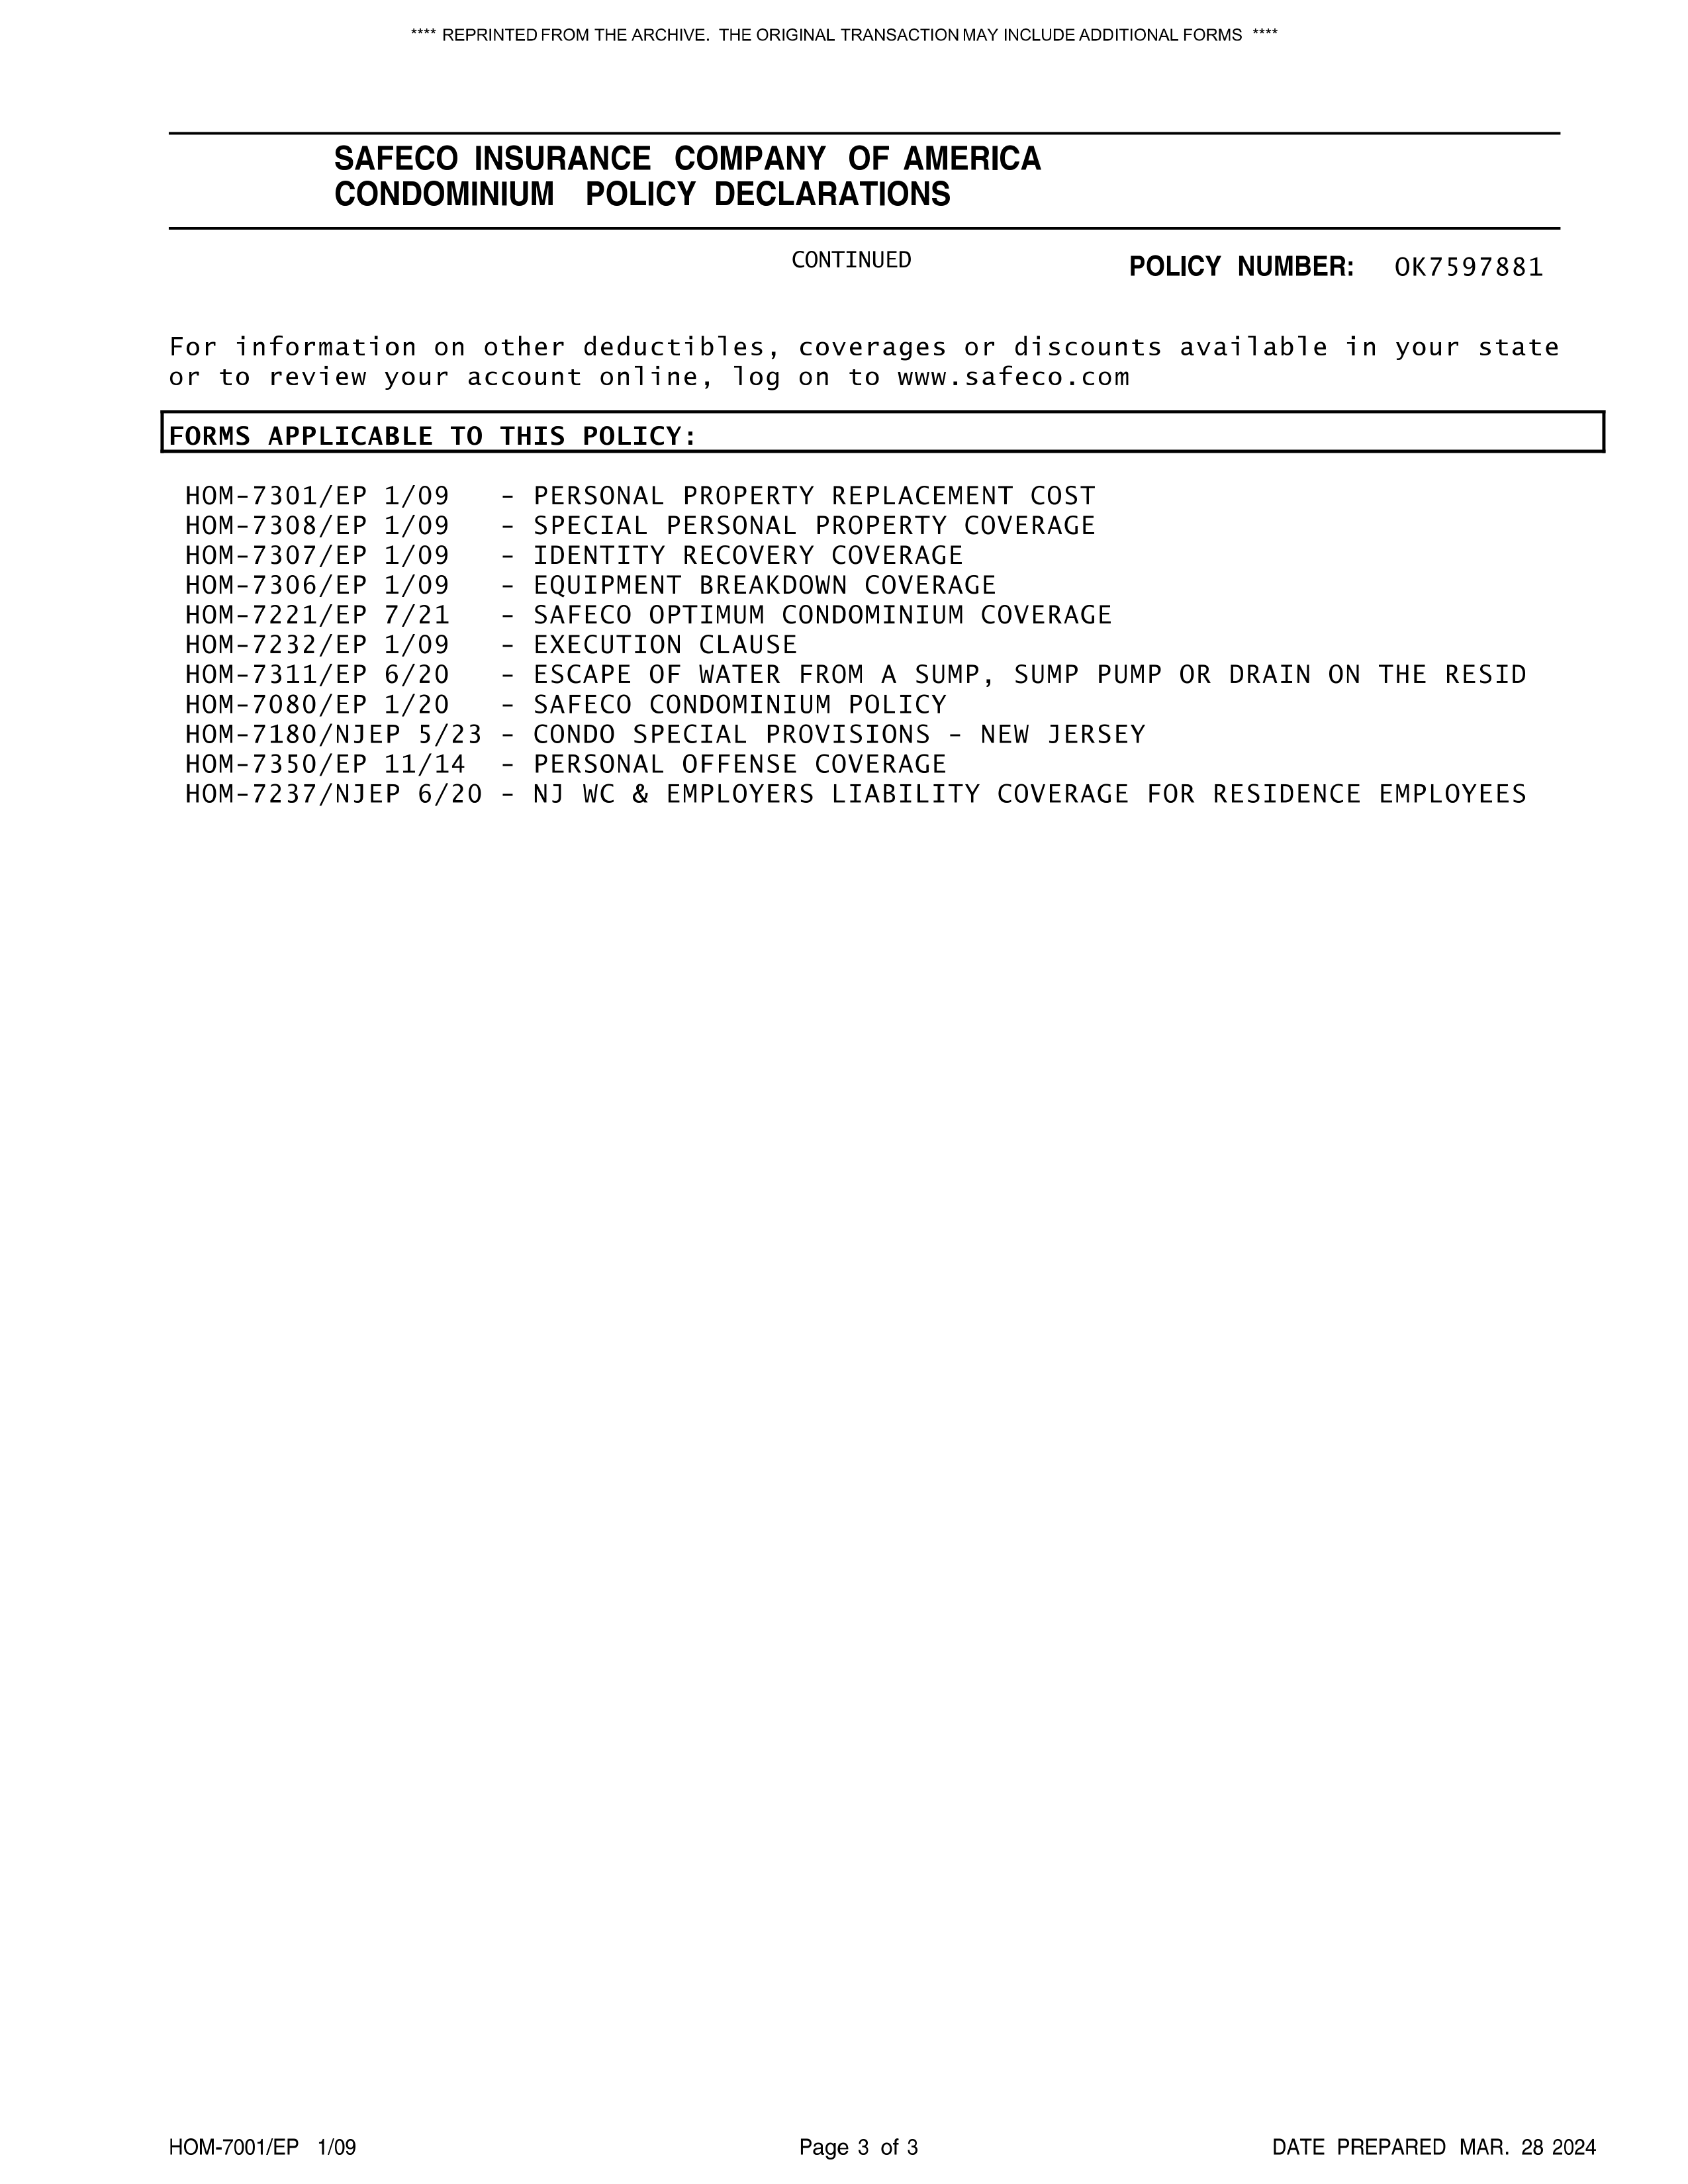 **** REPRINTED FROM THE ARCHIVE. THE ORIGINAL TRANSACTION MAY INCLUDE ADDITIONAL FORMS ****
SAFECO INSURANCE COMPANY OF AMERICA
CONDOMINIUM POLICY DECLARATIONS
CONTINUED
POLICY NUMBER: OK7597881
For information on other deductibles, coverages or discounts available in your state
or to review your account online, log on to www.safeco.com
FORMS APPLICABLE TO THIS POLICY:
HOM-7301/EP 1/09 - PERSONAL PROPERTY REPLACEMENT COST
HOM-7308/EP 1/09 - SPECIAL PERSONAL PROPERTY COVERAGE
HOM-7307/EP 1/09 - IDENTITY RECOVERY COVERAGE
HOM-7306/EP 1/09 - EQUIPMENT BREAKDOWN COVERAGE
HOM-7221/EP 7/21 - SAFECO OPTIMUM CONDOMINIUM COVERAGE
HOM-7232/EP 1/09 - EXECUTION CLAUSE
HOM-7311/EP 6/20 - ESCAPE OF WATER FROM A SUMP, SUMP PUMP OR DRAIN ON THE RESID
HOM-7080/EP 1/20 - SAFECO CONDOMINIUM POLICY
HOM-7180/NJEP 5/23 - CONDO SPECIAL PROVISIONS - NEW JERSEY
HOM-7350/EP 11/14 - PERSONAL OFFENSE COVERAGE
HOM-7237/NJEP 6/20 - NJ WC & EMPLOYERS LIABILITY COVERAGE FOR RESIDENCE EMPLOYEES
HOM-7001/EP 1/09
Page 3 of 3
DATE PREPARED MAR. 28 2024